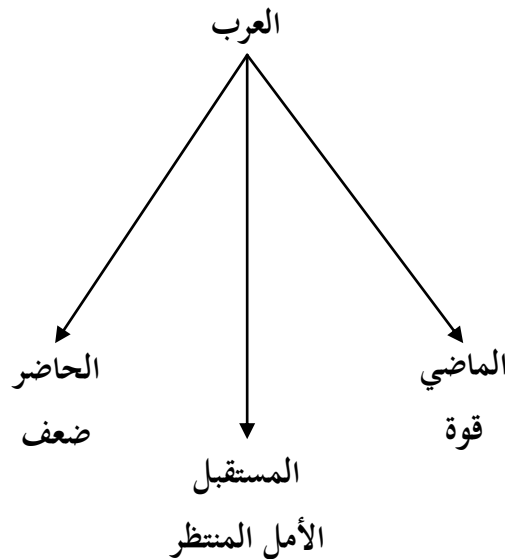 العرب
الماضي
قوة
الحاضر
ضعف
المستقبل
الأمل المنتظر